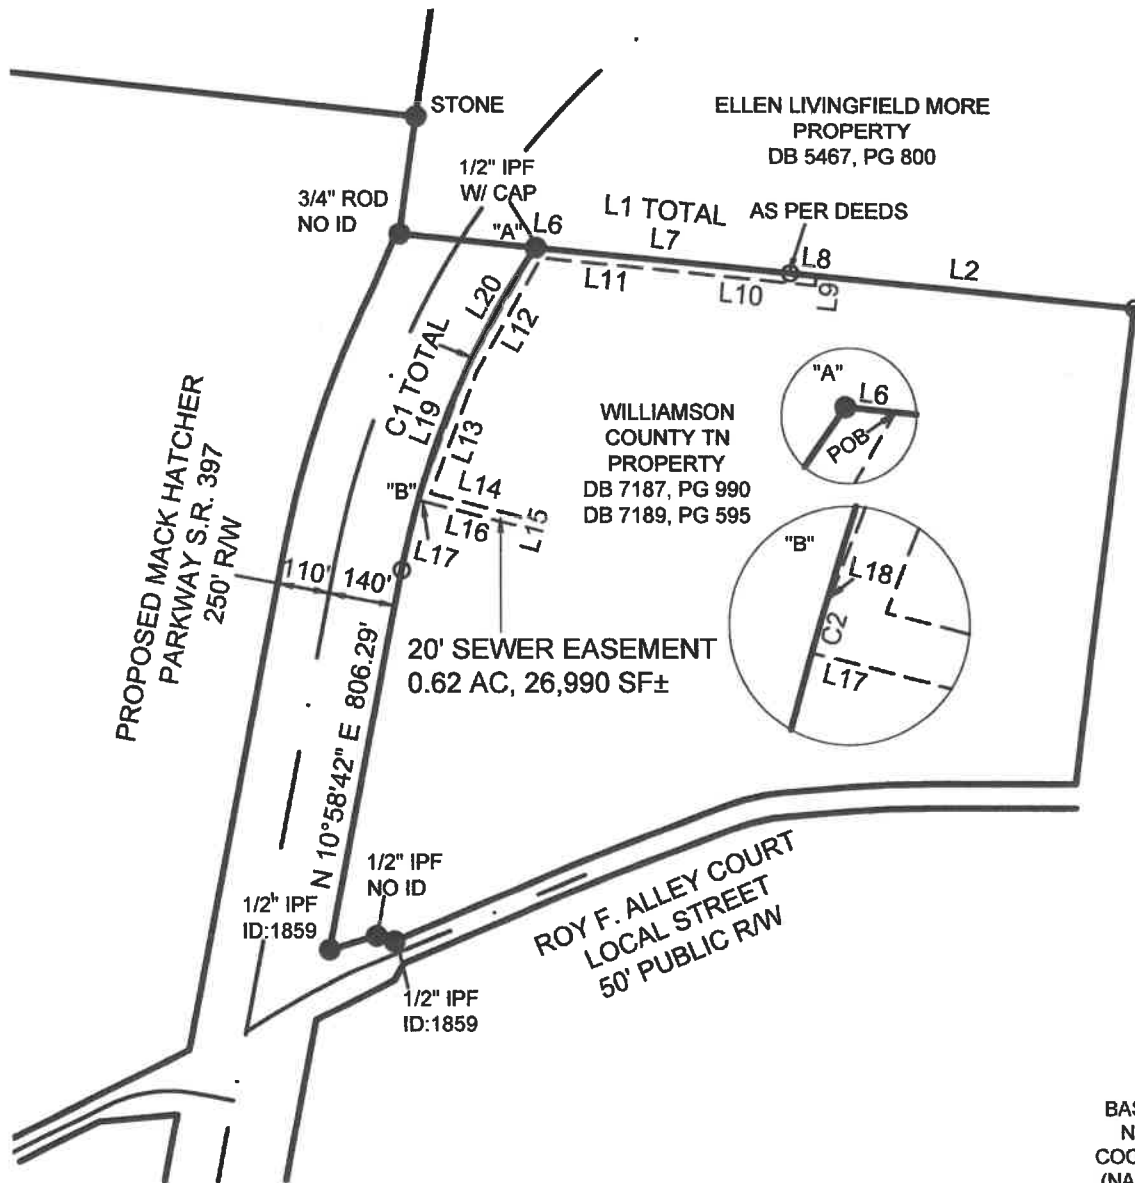 STONE
ELLEN LIVINGFIELD MORE
PROPERTY
DB 5467, PG 800
1/2" IPF
W/ CAP
3/4" ROD
NO ID
"A"
L6
L1 TOTAL
L7
AS PER DEEDS
L8
L2
L11
L10
L9
L20
L12
C1 TOTAL
L19
L13
"A"
L6
POB
WILLIAMSON
COUNTY TN
PROPERTY
DB 7187, PG 990
DB 7189, PG 595
PROPOSED MACK HATCHER
PARKWAY S.R. 397
250' R/W
"B"
L14
L16
L15
L17
"B"
L18
L
C2
L17
110'
140'
20' SEWER EASEMENT
0.62 AC, 26,990 SF±
N 10°58'42" E 806.29'
1/2" IPF
NO ID
1/2" IPF
ID:1859
1/2" IPF
ID:1859
ROY F. ALLEY COURT
LOCAL STREET
50' PUBLIC R/W
BAS
N
COO
(NA